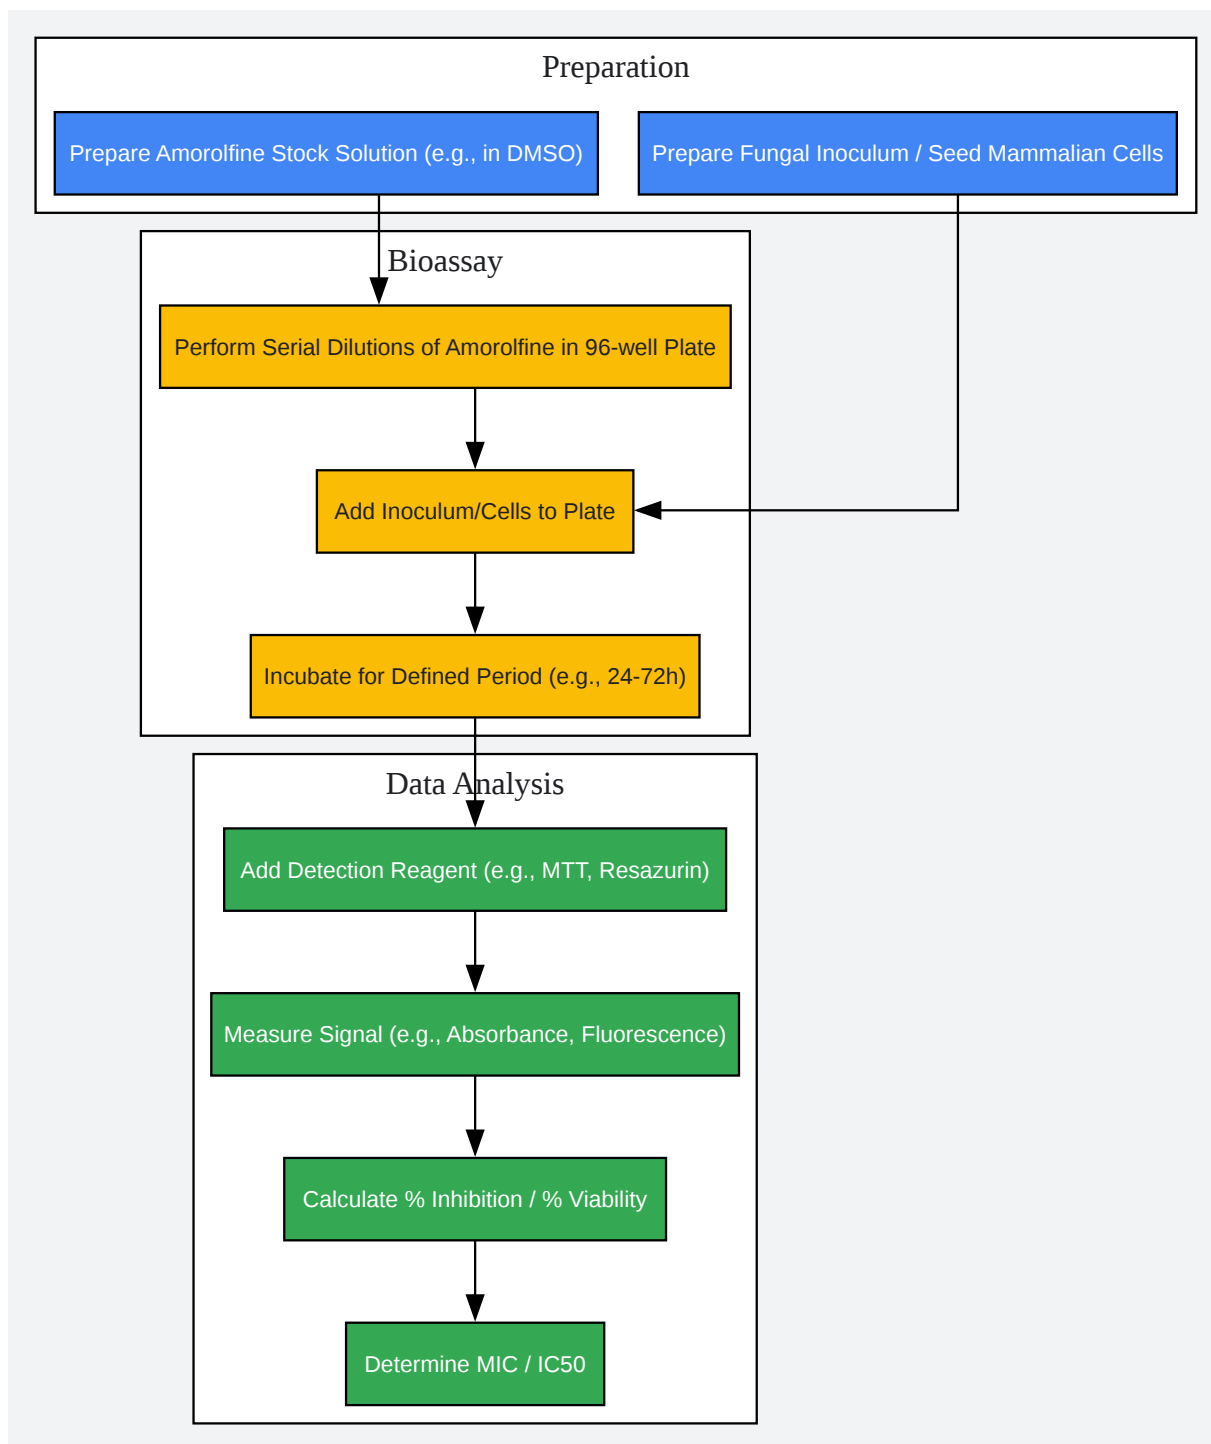 Preparation
Prepare Amorolfine Stock Solution (e.g., in DMSO)
Prepare Fungal Inoculum / Seed Mammalian Cells
Bioassay
Perform Serial Dilutions of Amorolfine in 96-well Plate
Add Inoculum/Cells to Plate
Incubate for Defined Period (e.g., 24-72h)
Data Analysis
Add Detection Reagent (e.g., MTT, Resazurin)
Measure Signal (e.g., Absorbance, Fluorescence)
Calculate % Inhibition / % Viability
Determine MIC / IC50